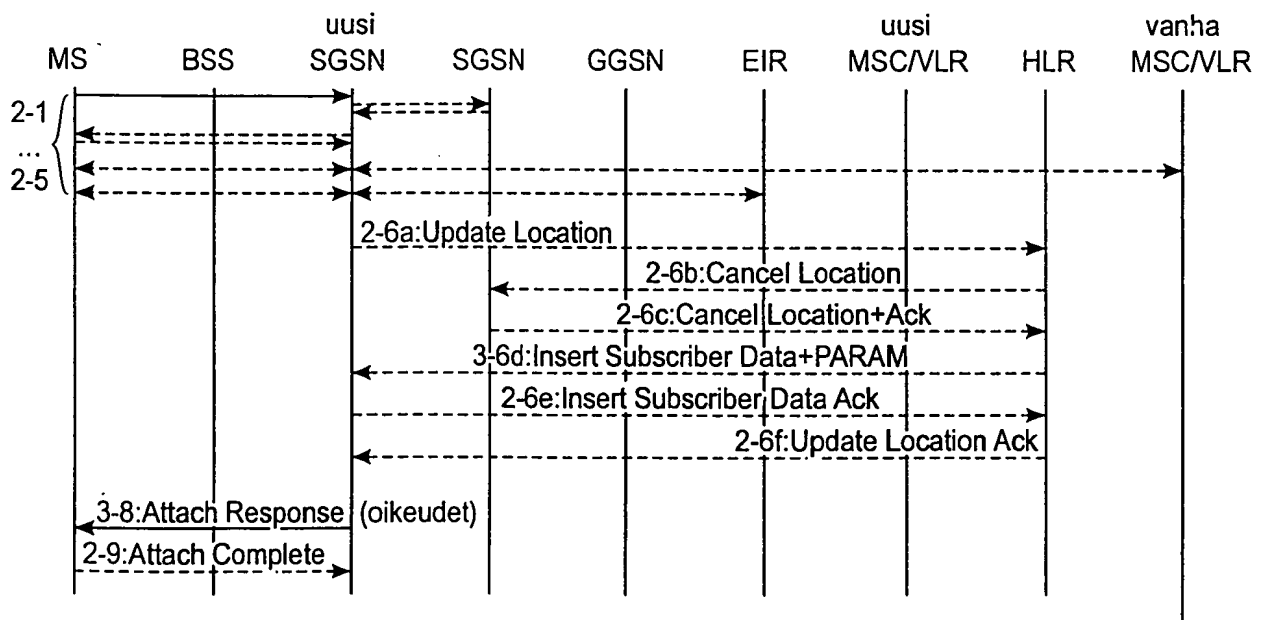 uusi uusi vanha
MS BSS SGSN SGSN GGSN EIR MSC/VLR HLR MSC/VLR
2-1
...
2-5
2-6a:Update Location
2-6b:Cancel Location
2-6c:Cancel Location+Ack
3-6d:Insert Subscriber Data+PARAM
2-6e:Insert Subscriber Data Ack
2-6f:Update Location Ack
3-8:Attach Response (oikeudet)
2-9:Attach Complete